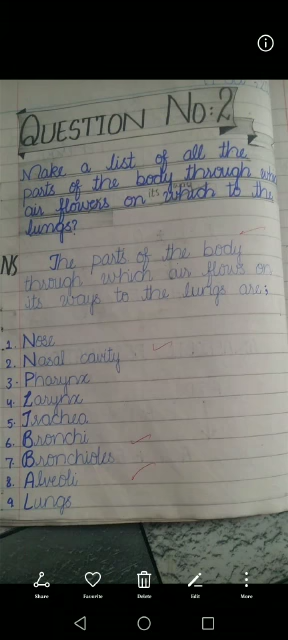 QUESTION No:2
Make a list of all the
parts of the body through which
air flowers on its way which to the
lungs?
Ans The parts of the body
through which air flows on
its ways to the lungs are;
1. Nose
2. Nasal cavity
3. Pharynx
4. Larynx
5. Trachea
6. Bronchi
7. Bronchioles
8. Alveoli
9 Lungs
Share Favorite Delete Edit More